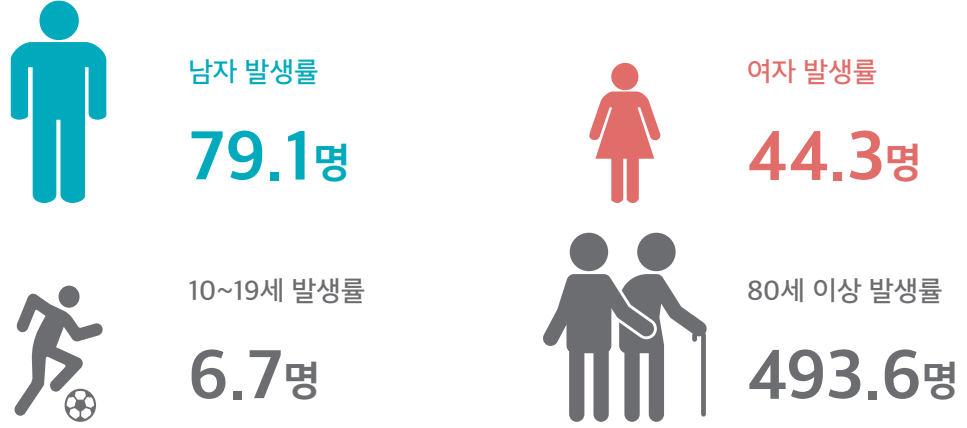 남자 발생률
79.1명
여자 발생률
44.3명
10~19세 발생률
6.7명
80세 이상 발생률
493.6명